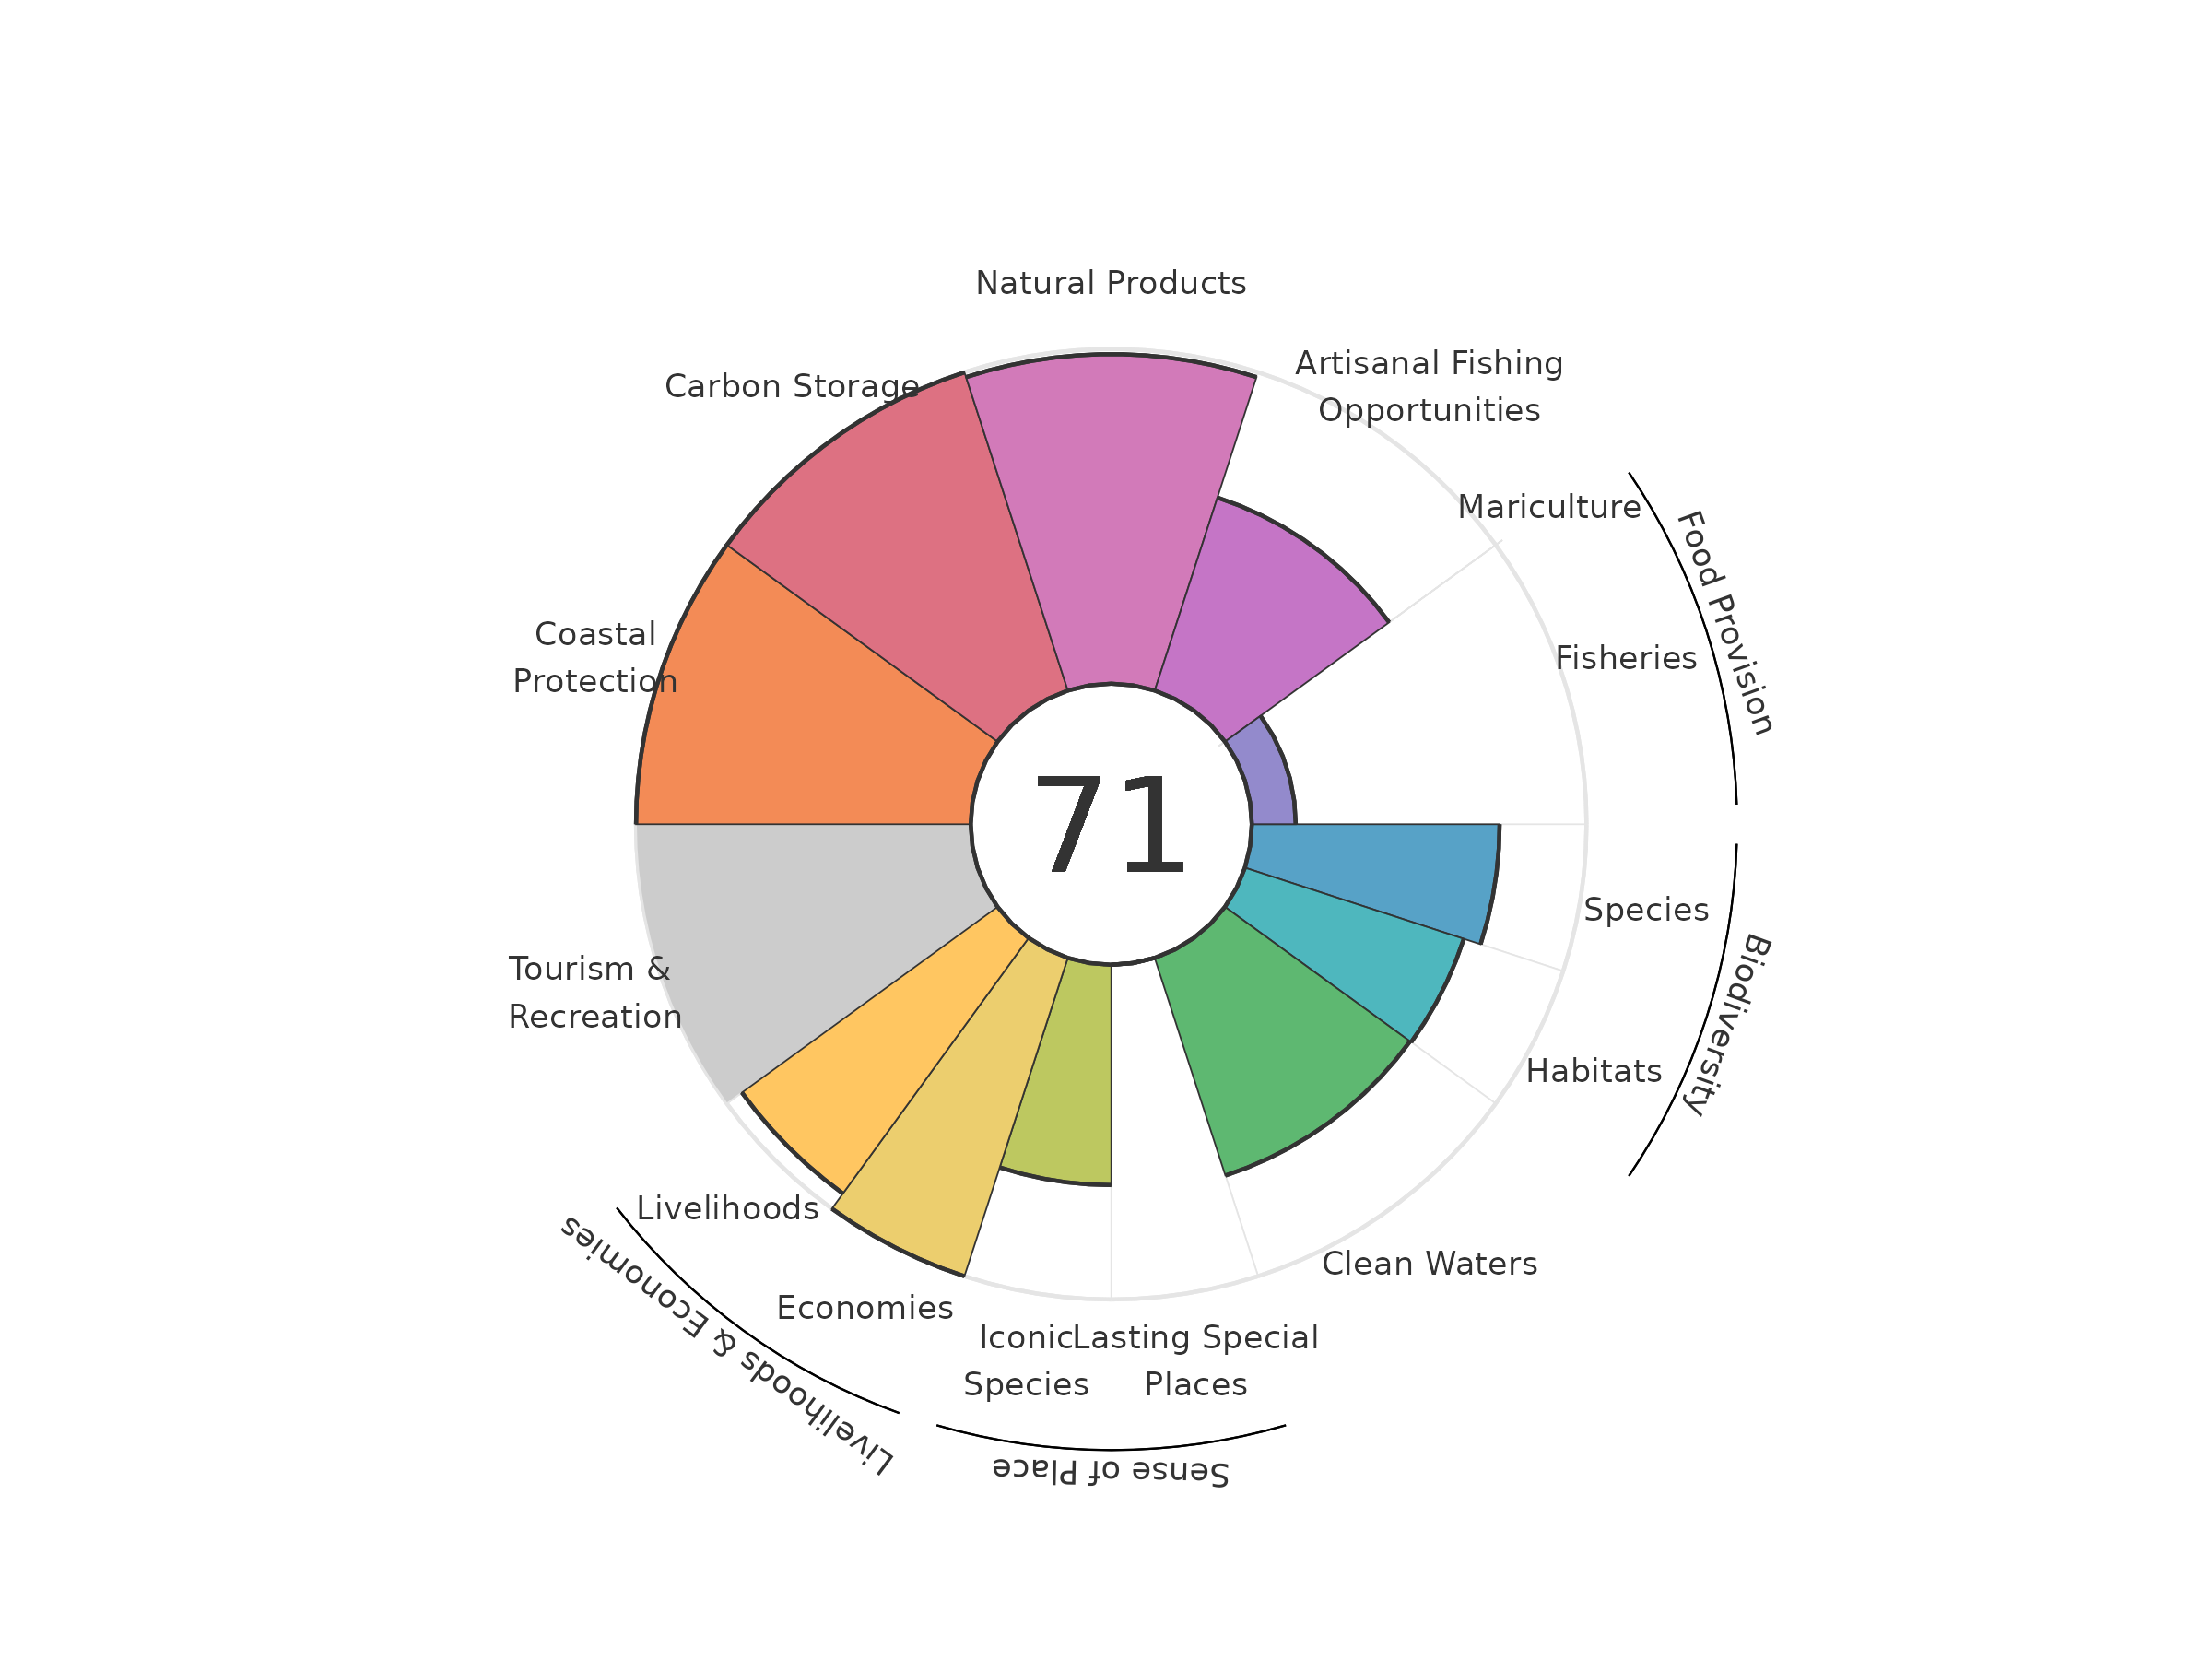 Natural Products
Artisanal Fishing
Opportunities
Carbon Storage
Mariculture
Food Provision
Fisheries
Coastal
Protection
71
Species
Biodiversity
Habitats
Tourism &
Recreation
Livelihoods
Clean Waters
Economies
Livelihoods & Economies
Iconic
Species
Lasting Special
Places
Sense of Place